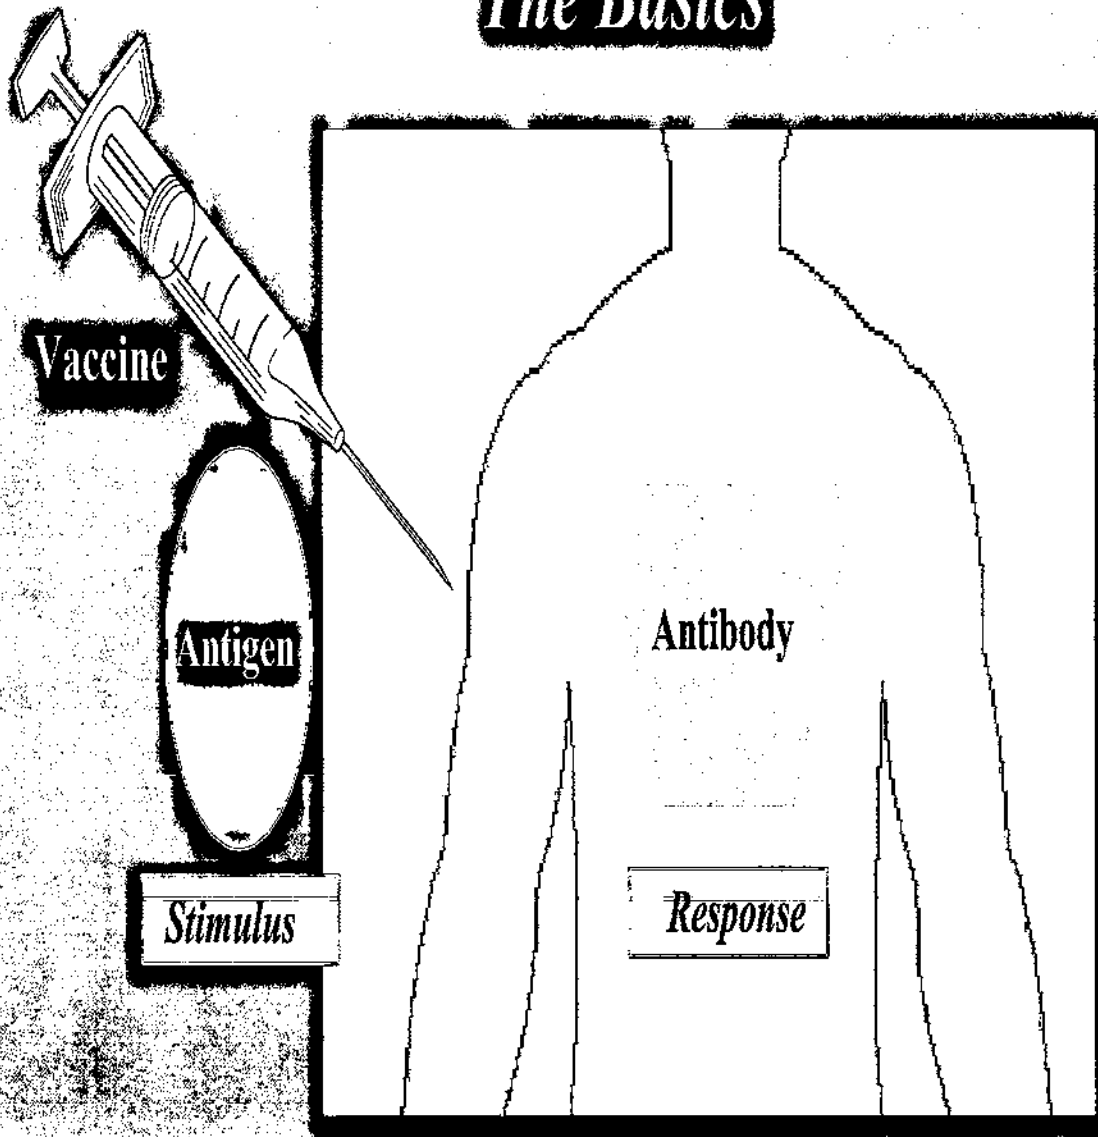 The Basics
Vaccine
Antigen
Antibody
Stimulus
Response